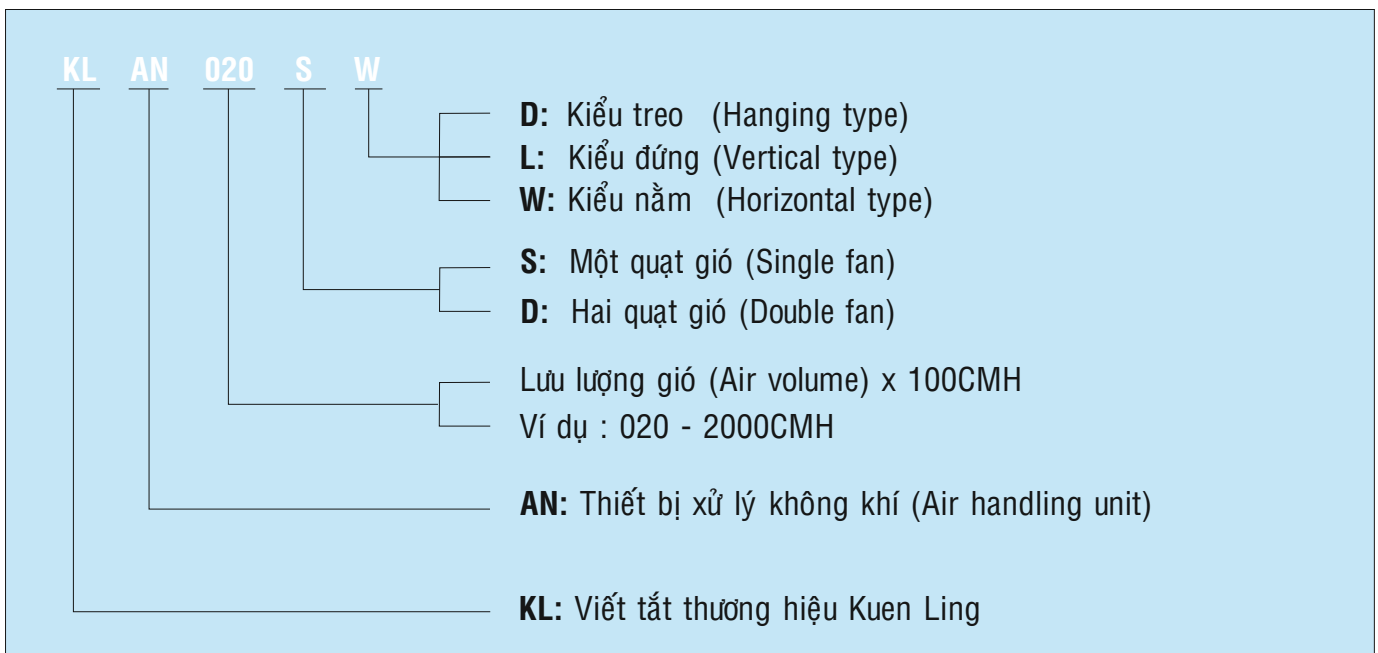 KL AN 020 S W
D: Kiểu treo (Hanging type)
L: Kiểu đứng (Vertical type)
W: Kiểu nằm (Horizontal type)
S: Một quạt gió (Single fan)
D: Hai quạt gió (Double fan)
Lưu lượng gió (Air volume) x 100CMH
Ví dụ : 020 - 2000CMH
AN: Thiết bị xử lý không khí (Air handling unit)
KL: Viết tắt thương hiệu Kuen Ling